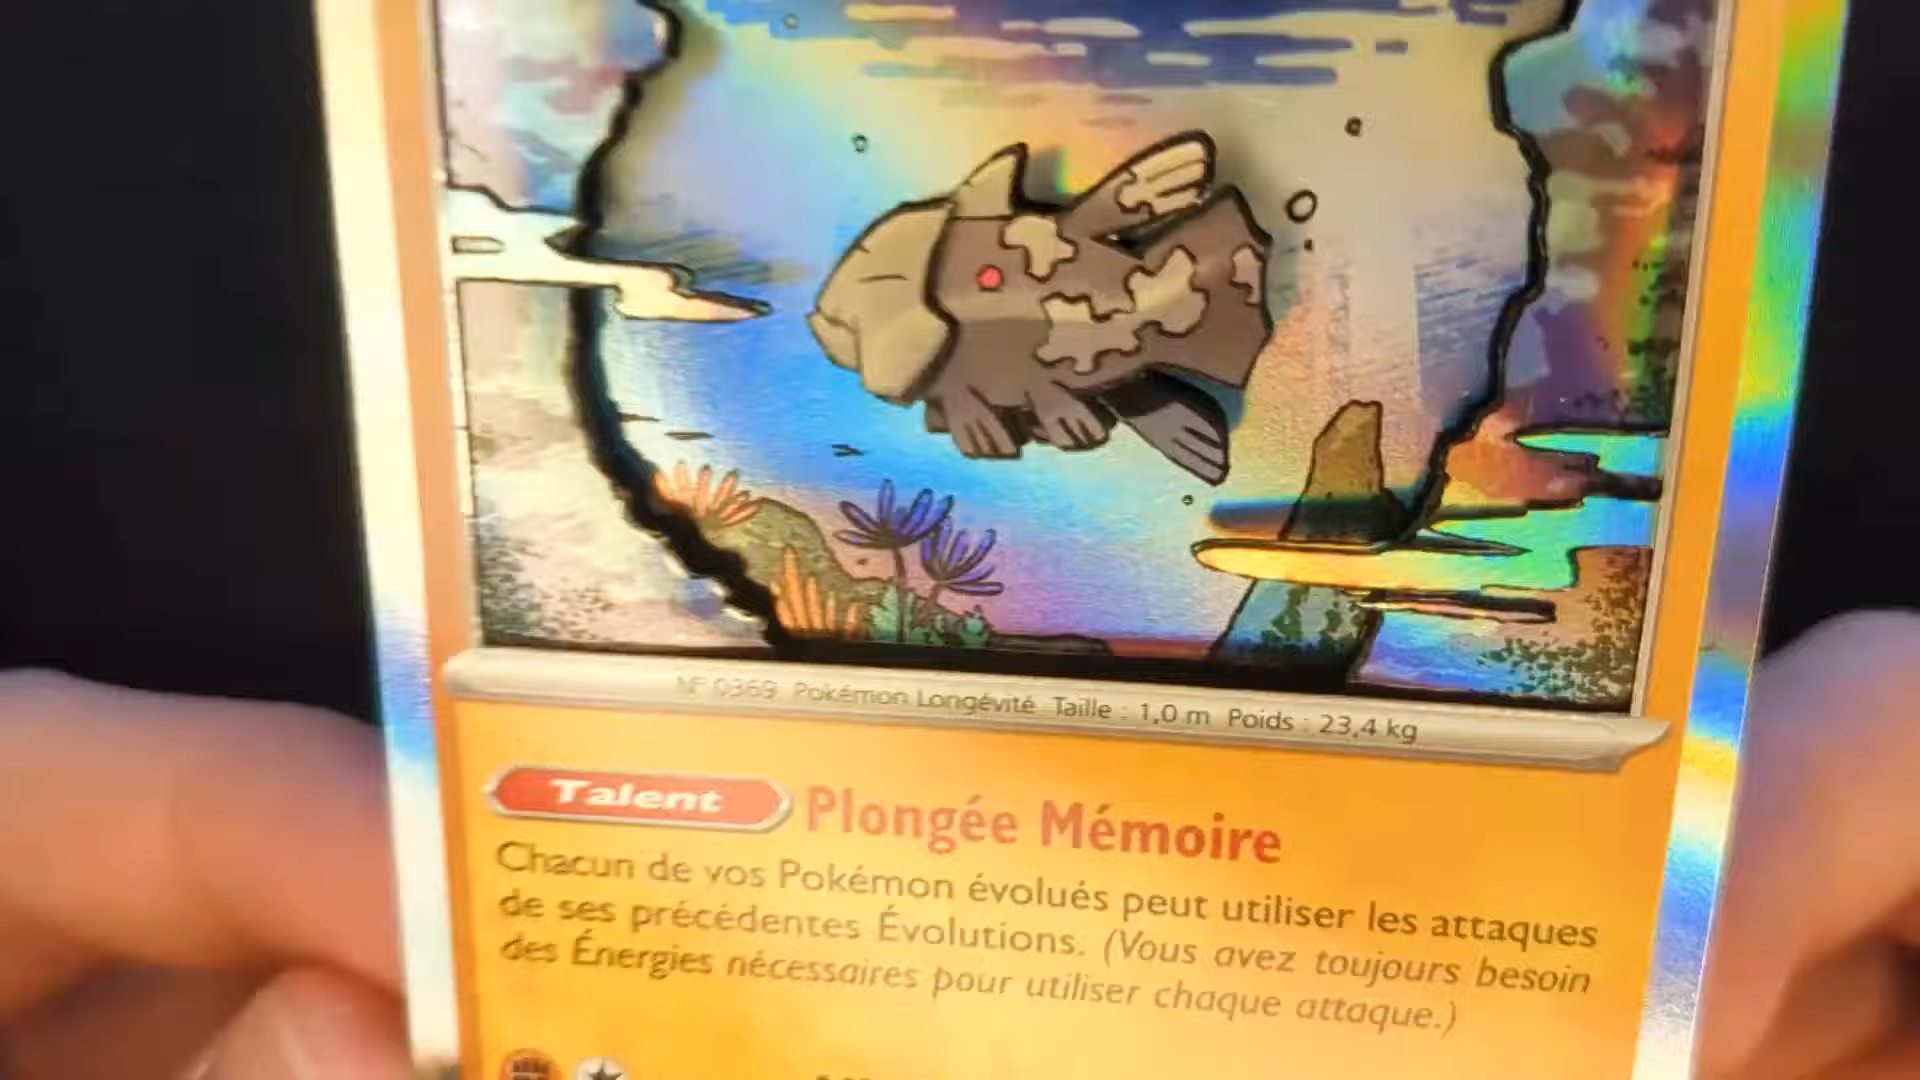 N° 0369 Pokémon Longévité Taille : 1,0 m Poids : 23,4 kg
Talent Plongée Mémoire
Chacun de vos Pokémon évolués peut utiliser les attaques
de ses précédentes Évolutions. (Vous avez toujours besoin
des Énergies nécessaires pour utiliser chaque attaque.)